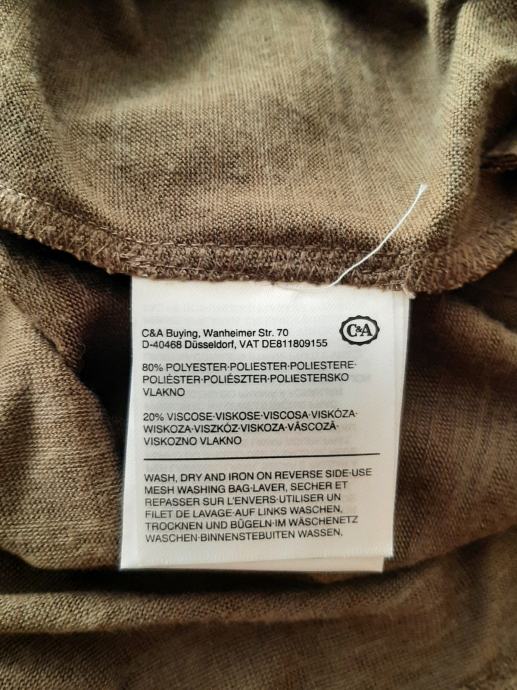 C&A Buying, Wanheimer Str. 70
D-40468 Düsseldorf, VAT DE811809155
C&A
80% POLYESTER·POLIESTER·POLIESTERE·
POLIÉSTER·POLIÉSZTER·POLIESTERSKO
VLAKNO
20% VISCOSE·VISKOSE·VISCOSA·VISKÓZA·
WISKOZA·VISZKÓZ·VISKOZA·VÂSCOZĂ·
VISKOZNO VLAKNO
WASH, DRY AND IRON ON REVERSE SIDE·USE
MESH WASHING BAG·LAVER, SECHER ET
REPASSER SUR L'ENVERS·UTILISER UN
FILET DE LAVAGE·AUF LINKS WASCHEN,
TROCKNEN UND BÜGELN·IM WÄSCHENETZ
WASCHEN·BINNENSTEBUITEN WASSEN,